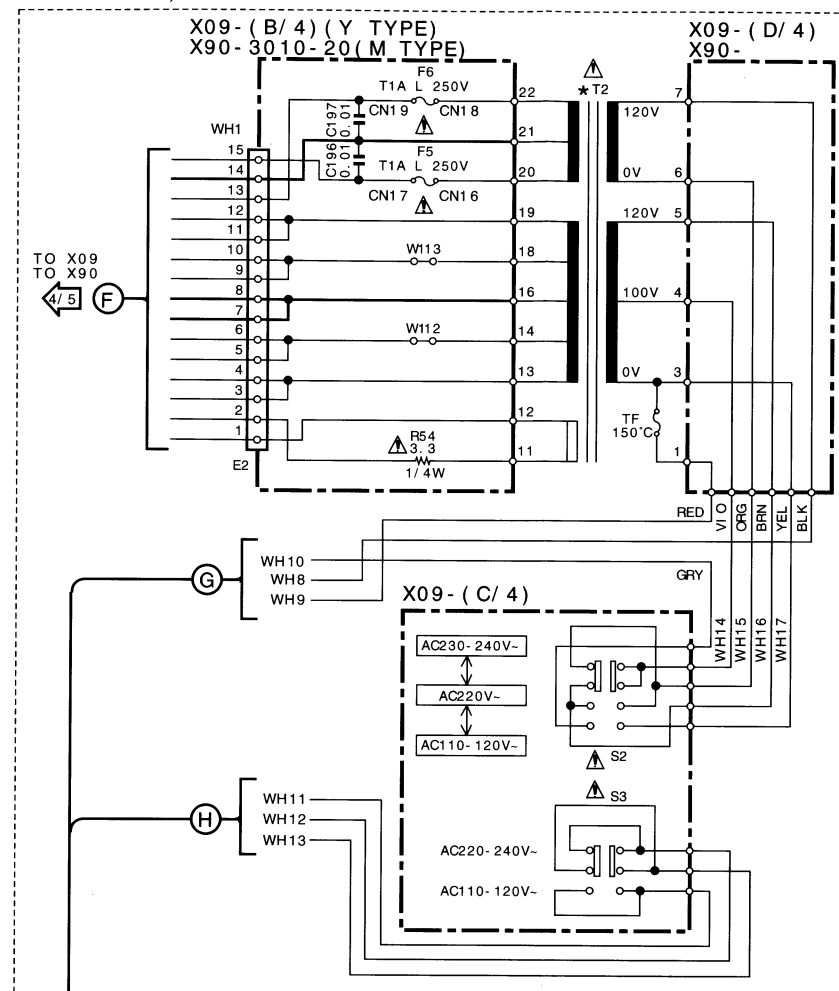 X09-(B/4)(Y TYPE)
X90-3010-20(M TYPE)
X09-(D/4)
X90-
F6
T1A L 250V
CN19 CN18
C197
0.01
C196
0.01
F5
T1A L 250V
CN17 CN16
22
21
20
19
18
16
14
13
12
11
*T2
120V
0V
120V
100V
0V
7
6
5
4
3
1
TF
150°C
WH1
15
14
13
12
11
10
9
8
7
6
5
4
3
2
1
E2
W113
W112
R54
3.3
1/4W
TO X09
TO X90
4/5
F
RED
VIO
ORG
BRN
YEL
BLK
G
WH10
WH8
WH9
GRY
X09-(C/4)
WH14
WH15
WH16
WH17
AC230-240V~
AC220V~
AC110-120V~
S2
S3
H
WH11
WH12
WH13
AC220-240V~
AC110-120V~